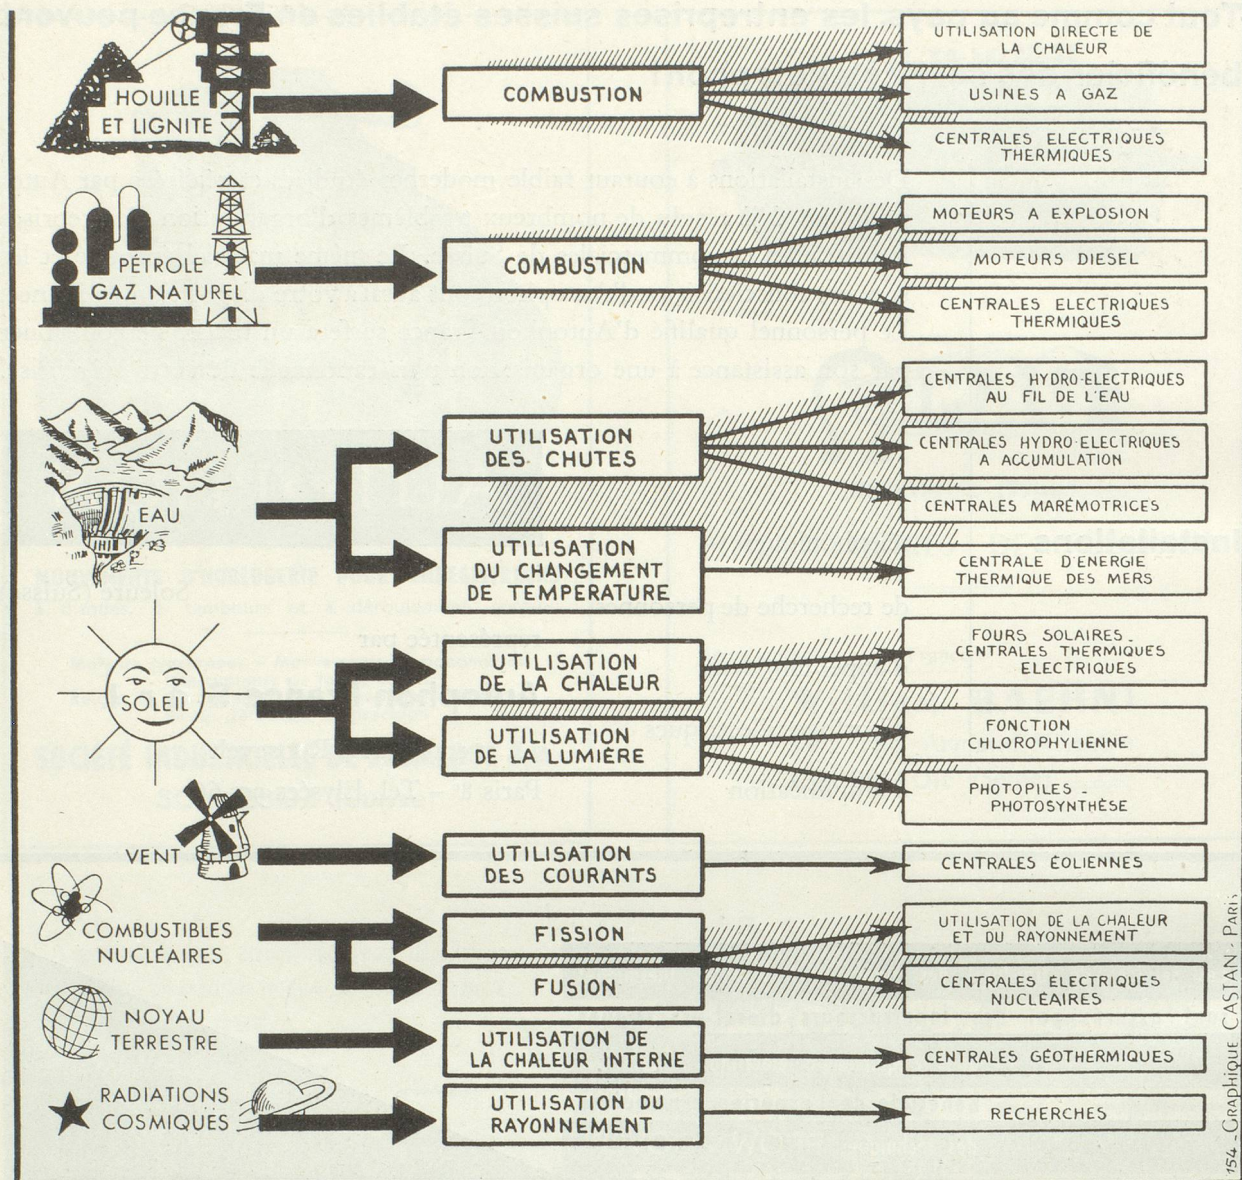 HOUILLE
ET LIGNITE
COMBUSTION
UTILISATION DIRECTE DE
LA CHALEUR
USINES A GAZ
CENTRALES ELECTRIQUES
THERMIQUES
PÉTROLE
GAZ NATUREL
COMBUSTION
MOTEURS A EXPLOSION
MOTEURS DIESEL
CENTRALES ELECTRIQUES
THERMIQUES
EAU
UTILISATION
DES CHUTES
CENTRALES HYDRO-ELECTRIQUES
AU FIL DE L'EAU
CENTRALES HYDRO-ELECTRIQUES
A ACCUMULATION
CENTRALES MARÉMOTRICES
UTILISATION
DU CHANGEMENT
DE TEMPÉRATURE
CENTRALE D'ENERGIE
THERMIQUE DES MERS
SOLEIL
UTILISATION
DE LA CHALEUR
FOURS SOLAIRES -
CENTRALES THERMIQUES
ELECTRIQUES
UTILISATION
DE LA LUMIÈRE
FONCTION
CHLOROPHYLIENNE
PHOTOPILES -
PHOTOSYNTHÈSE
VENT
UTILISATION
DES COURANTS
CENTRALES ÉOLIENNES
COMBUSTIBLES
NUCLÉAIRES
FISSION
FUSION
UTILISATION DE LA CHALEUR
ET DU RAYONNEMENT
CENTRALES ÉLECTRIQUES
NUCLÉAIRES
NOYAU
TERRESTRE
UTILISATION DE
LA CHALEUR INTERNE
CENTRALES GÉOTHERMIQUES
RADIATIONS
COSMIQUES
UTILISATION DU
RAYONNEMENT
RECHERCHES
154 - GRAPHIQUE CASTAN - PARIS